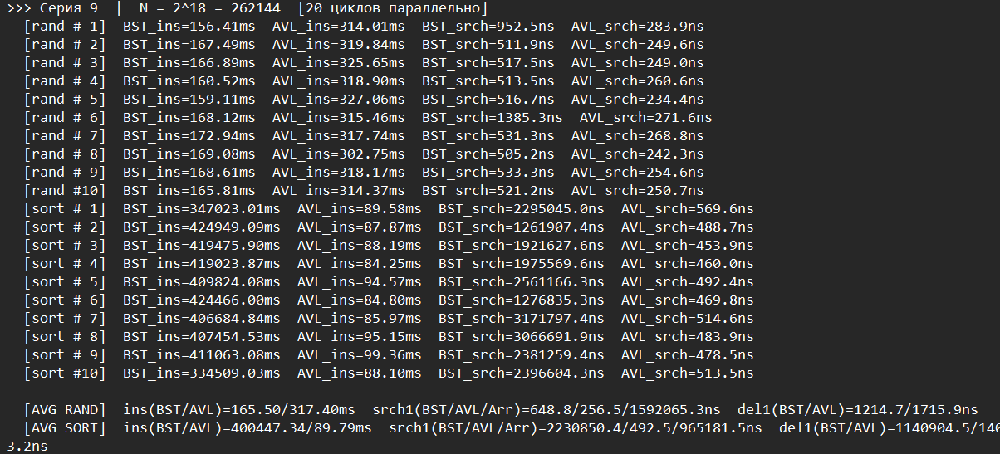 >>> Серия 9  |  N = 2^18 = 262144  [20 циклов параллельно]
[rand # 1]  BST_ins=156.41ms  AVL_ins=314.01ms  BST_srch=952.5ns  AVL_srch=283.9ns
[rand # 2]  BST_ins=167.49ms  AVL_ins=319.84ms  BST_srch=511.9ns  AVL_srch=249.6ns
[rand # 3]  BST_ins=166.89ms  AVL_ins=325.65ms  BST_srch=517.5ns  AVL_srch=249.0ns
[rand # 4]  BST_ins=160.52ms  AVL_ins=318.90ms  BST_srch=513.5ns  AVL_srch=260.6ns
[rand # 5]  BST_ins=159.11ms  AVL_ins=327.06ms  BST_srch=516.7ns  AVL_srch=234.4ns
[rand # 6]  BST_ins=168.12ms  AVL_ins=315.46ms  BST_srch=1385.3ns  AVL_srch=271.6ns
[rand # 7]  BST_ins=172.94ms  AVL_ins=317.74ms  BST_srch=531.3ns  AVL_srch=268.8ns
[rand # 8]  BST_ins=169.08ms  AVL_ins=302.75ms  BST_srch=505.2ns  AVL_srch=242.3ns
[rand # 9]  BST_ins=168.61ms  AVL_ins=318.17ms  BST_srch=533.3ns  AVL_srch=254.6ns
[rand #10]  BST_ins=165.81ms  AVL_ins=314.37ms  BST_srch=521.2ns  AVL_srch=250.7ns
[sort # 1]  BST_ins=347023.01ms  AVL_ins=89.58ms  BST_srch=2295045.0ns  AVL_srch=569.6ns
[sort # 2]  BST_ins=424949.09ms  AVL_ins=87.87ms  BST_srch=1261907.4ns  AVL_srch=488.7ns
[sort # 3]  BST_ins=419475.90ms  AVL_ins=88.19ms  BST_srch=1921627.6ns  AVL_srch=453.9ns
[sort # 4]  BST_ins=419023.87ms  AVL_ins=84.25ms  BST_srch=1975569.6ns  AVL_srch=460.0ns
[sort # 5]  BST_ins=409824.08ms  AVL_ins=94.57ms  BST_srch=2561166.3ns  AVL_srch=492.4ns
[sort # 6]  BST_ins=424466.00ms  AVL_ins=84.80ms  BST_srch=1276835.3ns  AVL_srch=469.8ns
[sort # 7]  BST_ins=406684.84ms  AVL_ins=85.97ms  BST_srch=3171797.4ns  AVL_srch=514.6ns
[sort # 8]  BST_ins=407454.53ms  AVL_ins=95.15ms  BST_srch=3066691.9ns  AVL_srch=483.9ns
[sort # 9]  BST_ins=411063.08ms  AVL_ins=99.36ms  BST_srch=2381259.4ns  AVL_srch=478.5ns
[sort #10]  BST_ins=334509.03ms  AVL_ins=88.10ms  BST_srch=2396604.3ns  AVL_srch=513.5ns
[AVG RAND]  ins(BST/AVL)=165.50/317.40ms  srch1(BST/AVL/Arr)=648.8/256.5/1592065.3ns  del1(BST/AVL)=1214.7/1715.9ns
[AVG SORT]  ins(BST/AVL)=400447.34/89.79ms  srch1(BST/AVL/Arr)=2230850.4/492.5/965181.5ns  del1(BST/AVL)=1140904.5/140
3.2ns